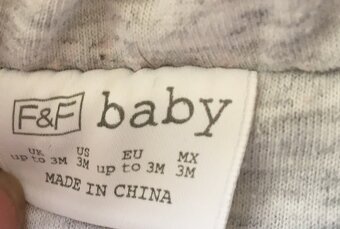 F&F baby
UK US EU MX
up to 3M 3M up to 3M 3M
MADE IN CHINA